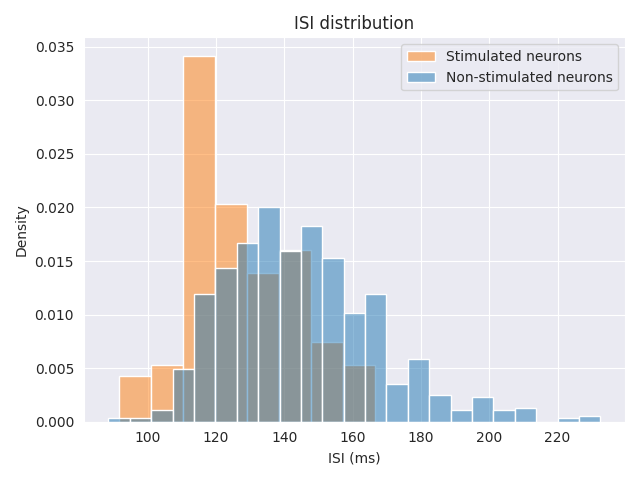 ISI distribution
Stimulated neurons
Non-stimulated neurons
0.035
0.030
0.025
0.020
0.015
0.010
0.005
0.000
Density
100 120 140 160 180 200 220
ISI (ms)